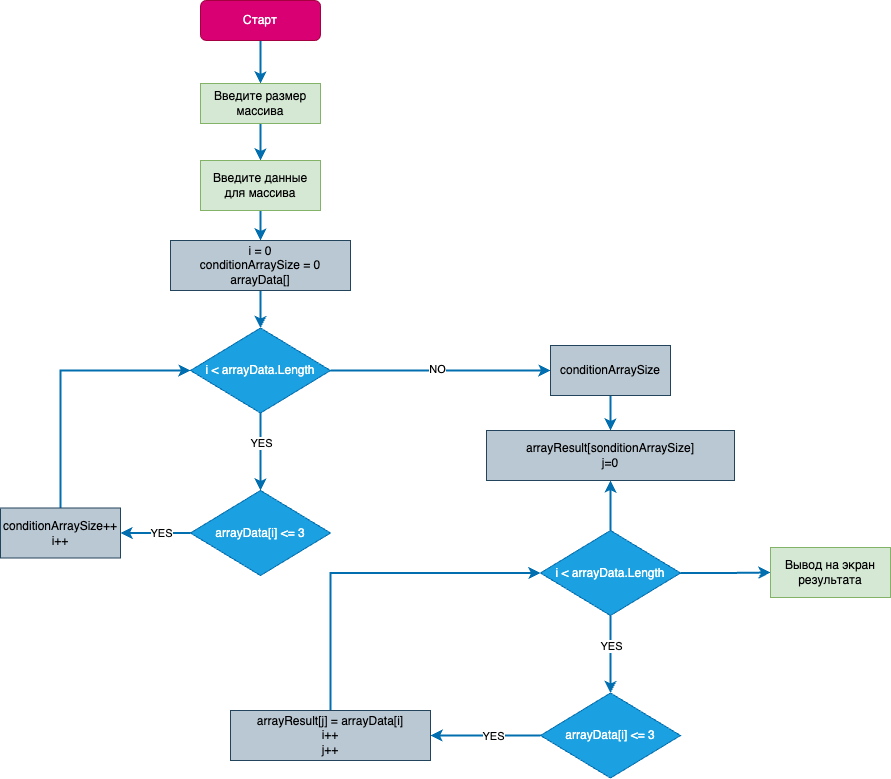 Старт
Введите размер
массива
Введите данные
для массива
i = 0
conditionArraySize = 0
arrayData[]
i < arrayData.Length
NO
conditionArraySize
YES
arrayResult[sonditionArraySize]
j=0
conditionArraySize++
i++
YES
arrayData[i] <= 3
i < arrayData.Length
Вывод на экран
результата
YES
arrayResult[j] = arrayData[i]
i++
j++
YES
arrayData[i] <= 3